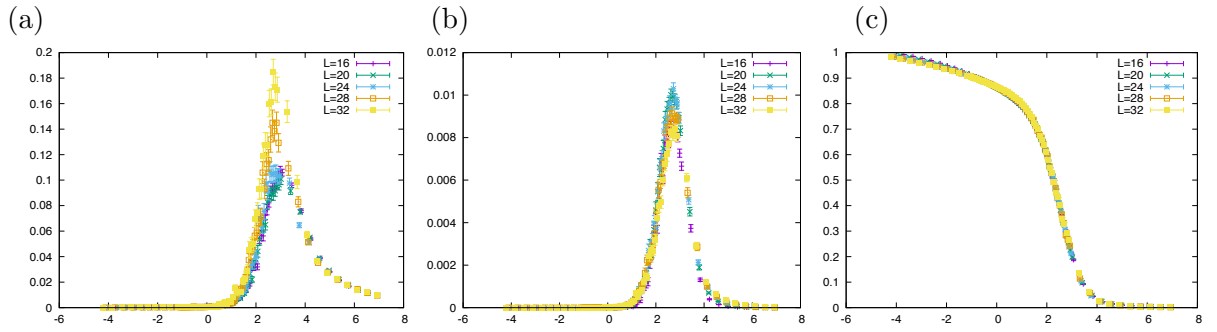 (a)
0.2
0.18
0.16
0.14
0.12
0.1
0.08
0.06
0.04
0.02
0
-6 -4 -2 0 2 4 6 8
L=16
L=20
L=24
L=28
L=32
(b)
0.012
0.01
0.008
0.006
0.004
0.002
0
-6 -4 -2 0 2 4 6 8
L=16
L=20
L=24
L=28
L=32
(c)
1
0.9
0.8
0.7
0.6
0.5
0.4
0.3
0.2
0.1
0
-6 -4 -2 0 2 4 6 8
L=16
L=20
L=24
L=28
L=32